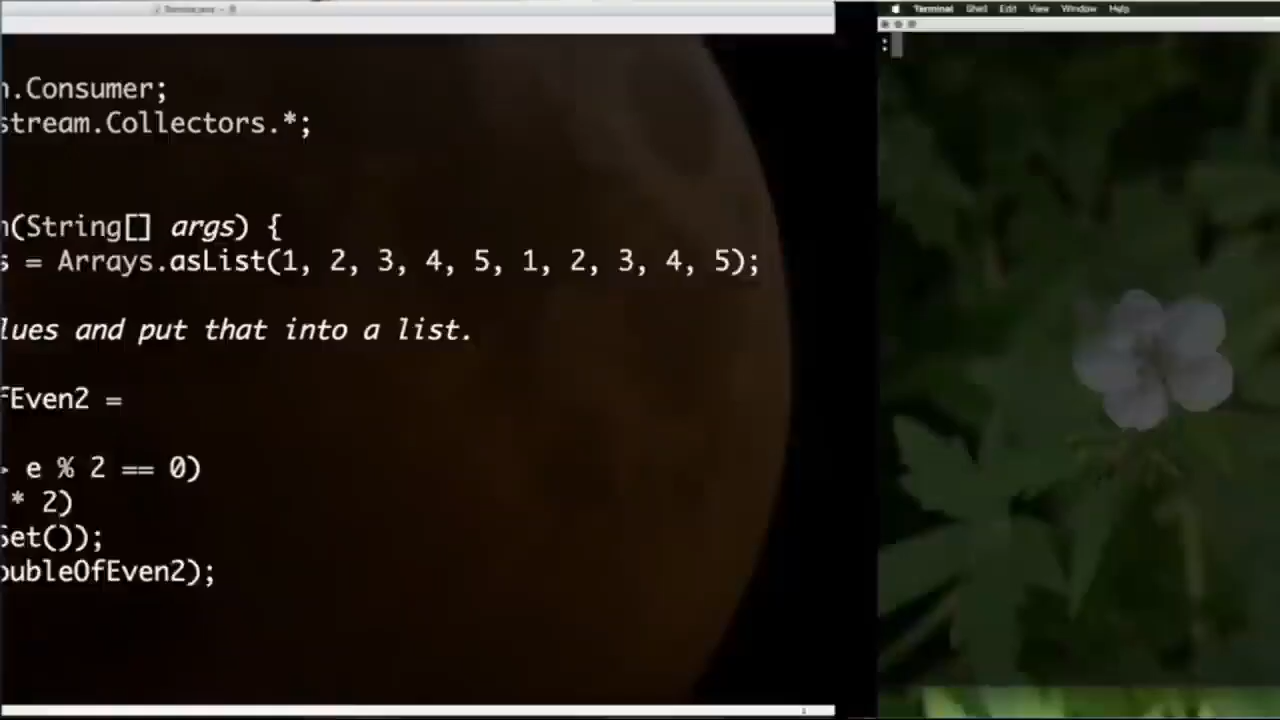 Terminal Shell Edit View Window Help
n.Consumer;
stream.Collectors.*;
n(String[] args) {
s = Arrays.asList(1, 2, 3, 4, 5, 1, 2, 3, 4, 5);
lues and put that into a list.
fEven2 =
> e % 2 == 0)
* 2)
Set());
oubleOfEven2);